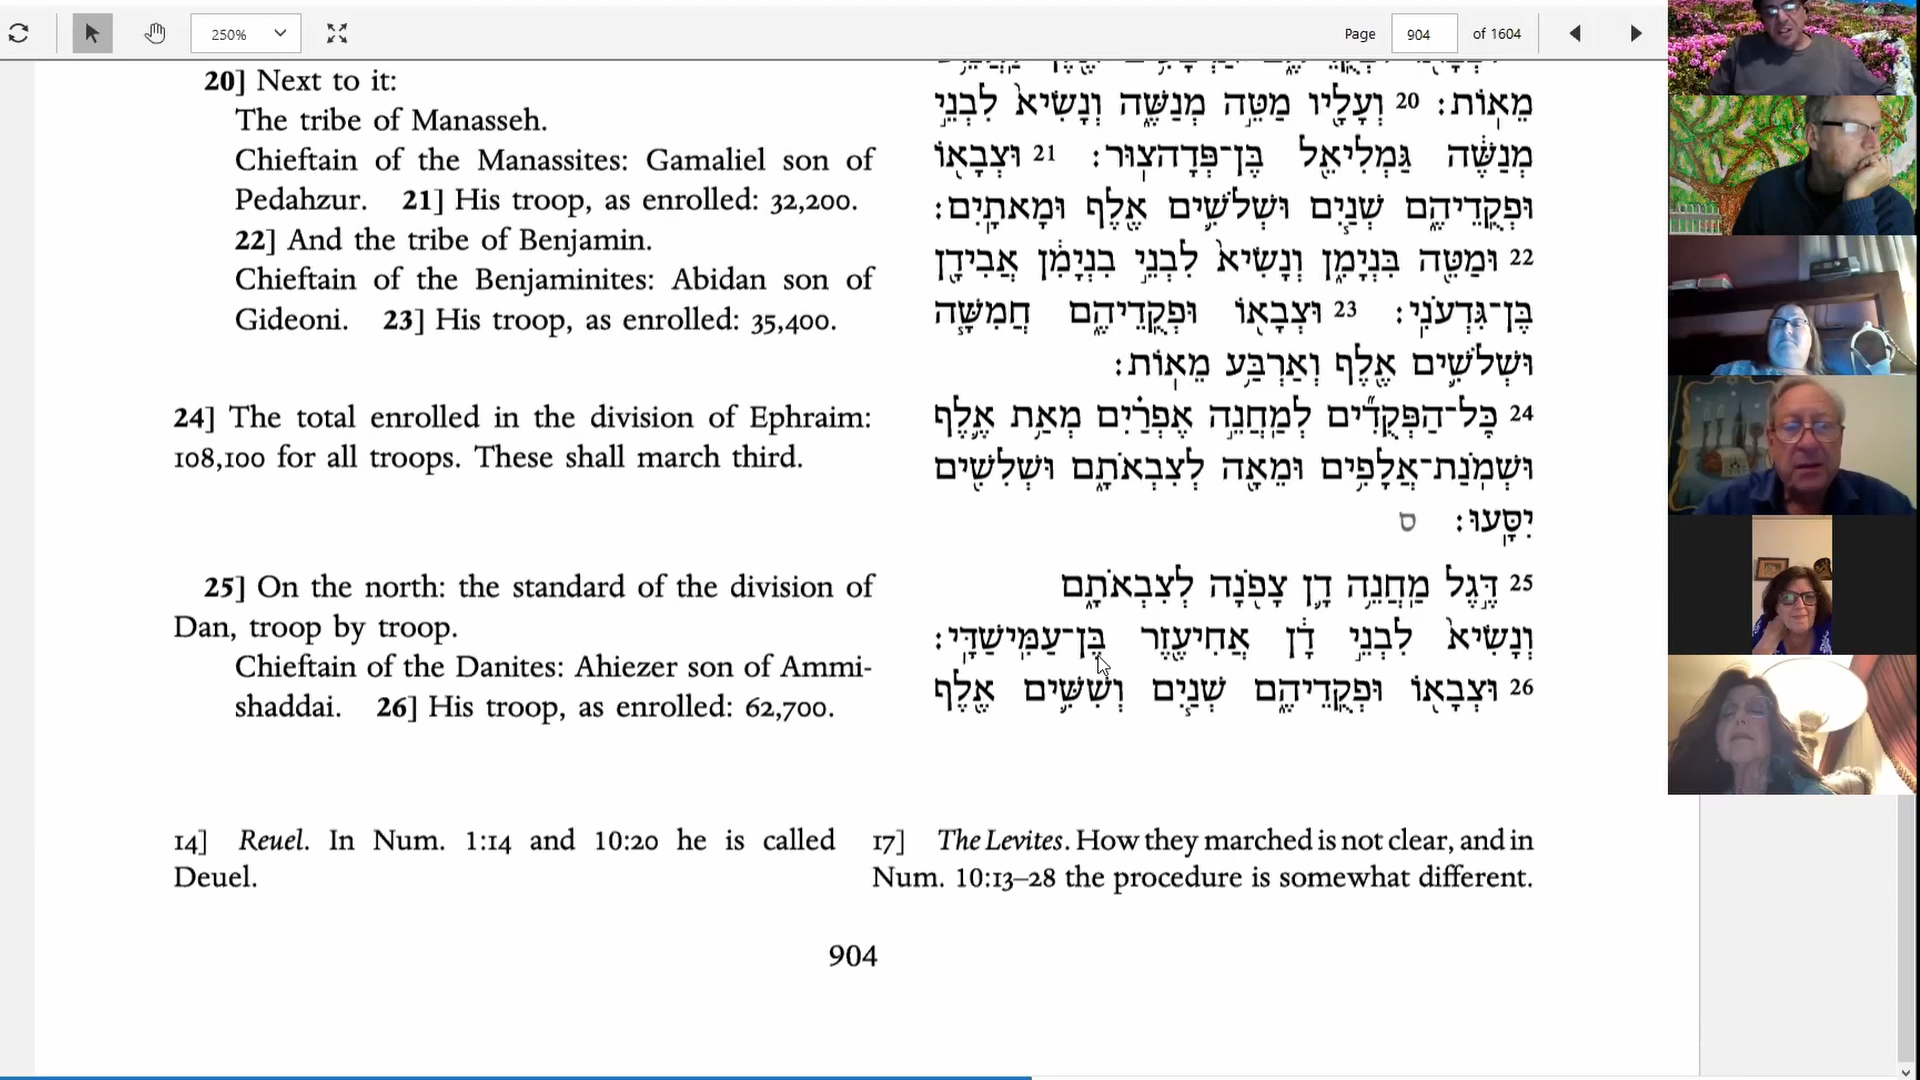 250%
Page 904 of 1604
20] Next to it:
The tribe of Manasseh.
Chieftain of the Manassites: Gamaliel son of
Pedahzur. 21] His troop, as enrolled: 32,200.
22] And the tribe of Benjamin.
Chieftain of the Benjaminites: Abidan son of
Gideoni. 23] His troop, as enrolled: 35,400.
24] The total enrolled in the division of Ephraim:
108,100 for all troops. These shall march third.
25] On the north: the standard of the division of
Dan, troop by troop.
Chieftain of the Danites: Ahiezer son of Ammi-
shaddai. 26] His troop, as enrolled: 62,700.
מֵאֽוֹת׃ 20 וְעָלָ֖יו מַטֵּ֣ה מְנַשֶּׁ֑ה וְנָשִׂיא֙ לִבְנֵ֣י
מְנַשֶּׁ֔ה גַּמְלִיאֵ֖ל בֶּן־פְּדָהצֽוּר׃ 21 וּצְבָא֖וֹ
וּפְקֻדֵיהֶ֑ם שְׁנַ֧יִם וּשְׁלֹשִׁ֛ים אֶ֖לֶף וּמָאתָֽיִם׃
22 וּמַטֵּ֖ה בִּנְיָמִ֑ן וְנָשִׂיא֙ לִבְנֵ֣י בִנְיָמִ֔ן אֲבִידָ֖ן
בֶּן־גִּדְעֹנִֽי׃ 23 וּצְבָא֖וֹ וּפְקֻדֵיהֶ֑ם חֲמִשָּׁ֧ה
וּשְׁלֹשִׁ֛ים אֶ֖לֶף וְאַרְבַּ֥ע מֵאֽוֹת׃
24 כׇּֽל־הַפְּקֻדִ֞ים לְמַחֲנֵ֣ה אֶפְרַ֗יִם מְאַ֥ת אֶ֛לֶף
וּשְׁמֹֽנַת־אֲלָפִ֥ים וּמֵאָ֖ה לְצִבְאֹתָ֑ם וּשְׁלִשִׁ֖ים
יִסָּֽעוּ׃ ס
25 דֶּ֣גֶל מַחֲנֵ֥ה דָ֛ן צָפֹ֖נָה לְצִבְאֹתָ֑ם
וְנָשִׂיא֙ לִבְנֵ֣י דָ֔ן אֲחִיעֶ֖זֶר בֶּן־עַמִּֽישַׁדָּֽי׃
26 וּצְבָא֖וֹ וּפְקֻדֵיהֶ֑ם שְׁנַ֧יִם וְשִׁשִּׁ֛ים אֶ֖לֶף
14] Reuel. In Num. 1:14 and 10:20 he is called
Deuel.
17] The Levites. How they marched is not clear, and in
Num. 10:13–28 the procedure is somewhat different.
904